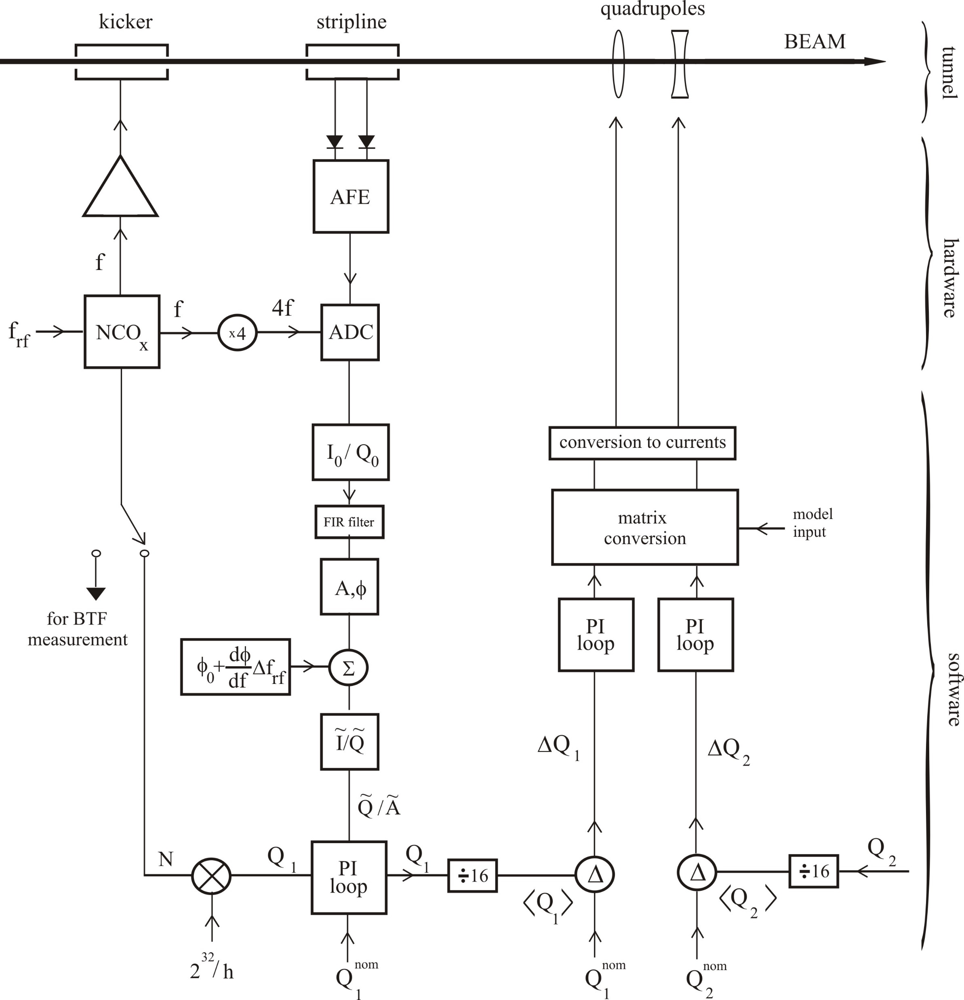 quadrupoles
kicker
stripline
BEAM
tunnel
AFE
hardware
f
f
4f
f_rf
NCO_x
x4
ADC
conversion to currents
I_0 / Q_0
matrix
conversion
model
input
FIR filter
A,ϕ
for BTF
measurement
PI
loop
PI
loop
ϕ_0+dϕ/df Δf_rf
Σ
software
Ĩ/Q̃
ΔQ_1
ΔQ_2
Q̃/Ã
N
Q_1
PI
loop
Q_1
÷16
Δ
Δ
÷16
Q_2
⟨Q_1⟩
⟨Q_2⟩
2^32/h
Q_1^nom
Q_1^nom
Q_2^nom